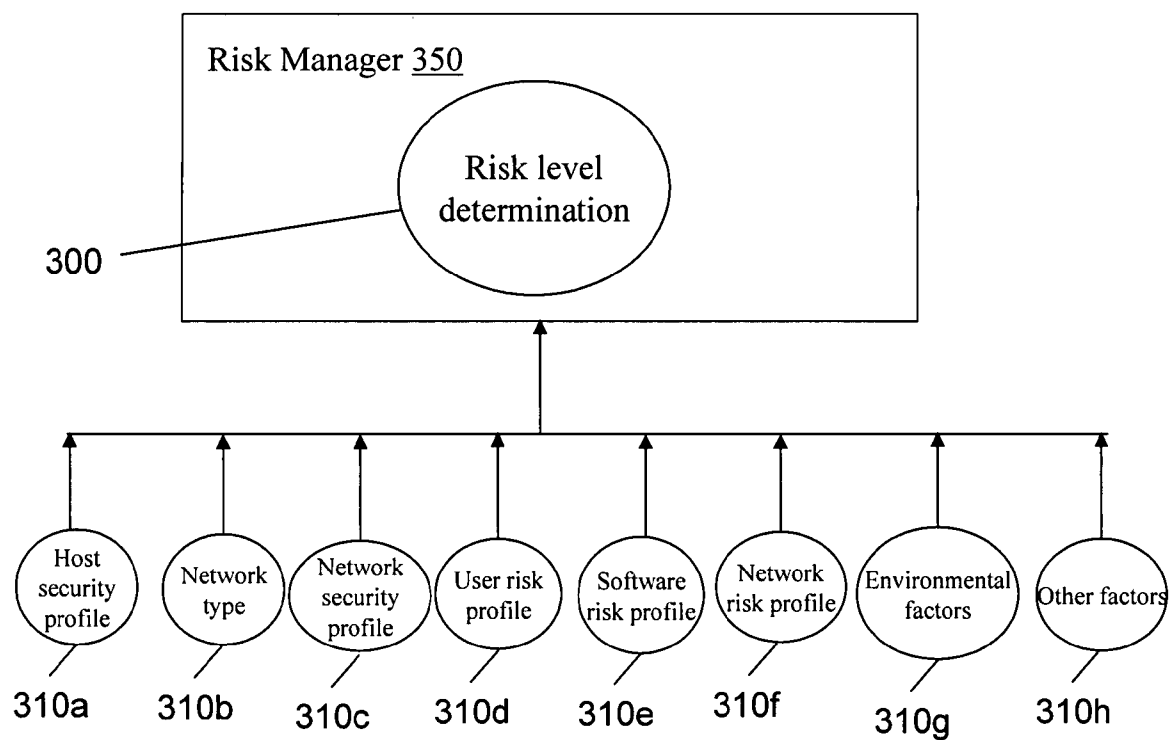 Risk Manager 350
Risk level
determination
300
Host
security
profile
Network
type
Network
security
profile
User risk
profile
Software
risk profile
Network
risk profile
Environmental
factors
Other factors
310a
310b
310c
310d
310e
310f
310g
310h